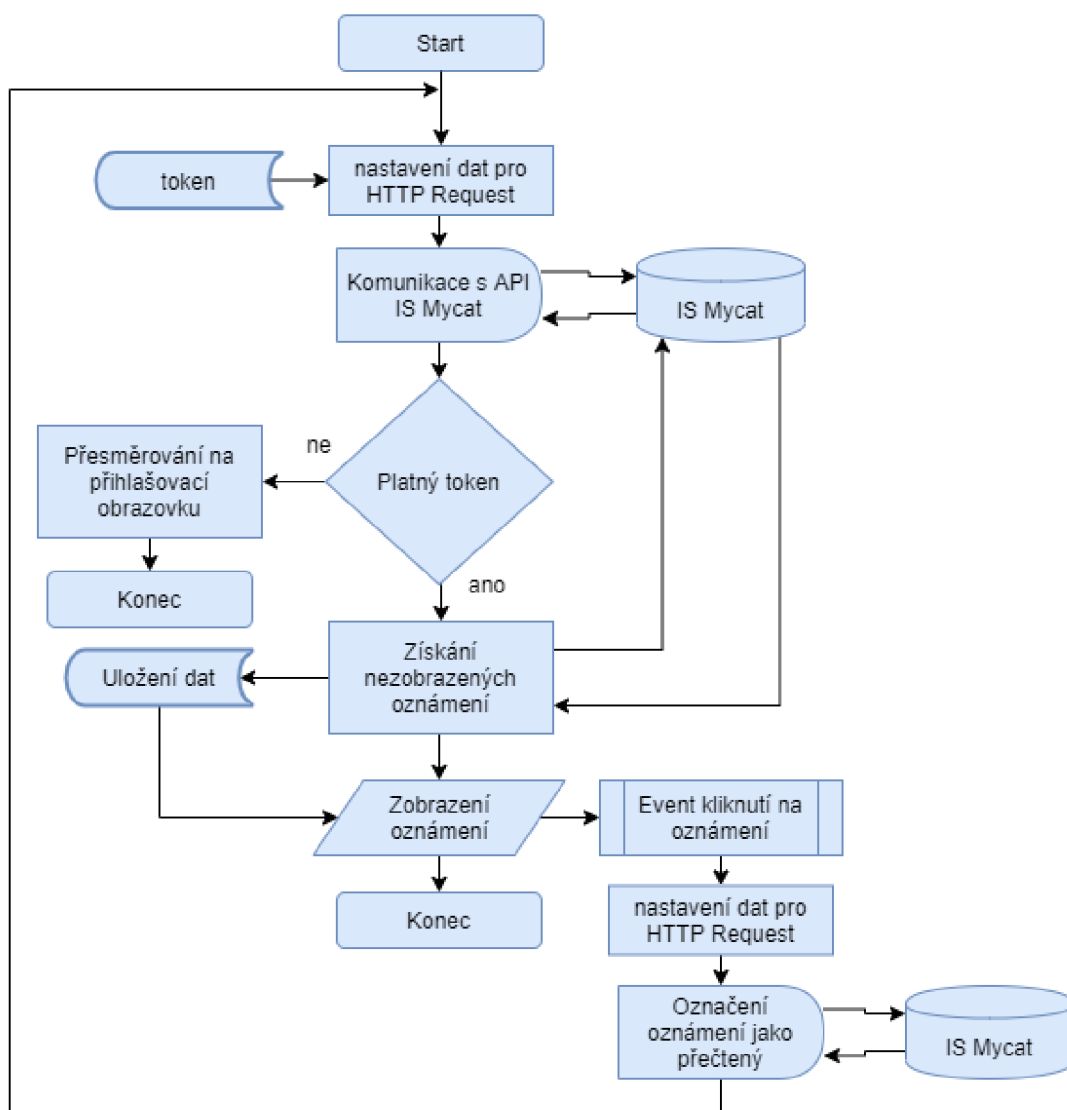 Start
token
nastavení dat pro
HTTP Request
Komunikace s API
IS Mycat
IS Mycat
ne
Platný token
Přesměrování na
přihlašovací
obrazovku
Konec
ano
Získání
nezobrazených
oznámení
Uložení dat
Zobrazení
oznámení
Event kliknutí na
oznámení
Konec
nastavení dat pro
HTTP Request
Označení
oznámení jako
přečtený
IS Mycat